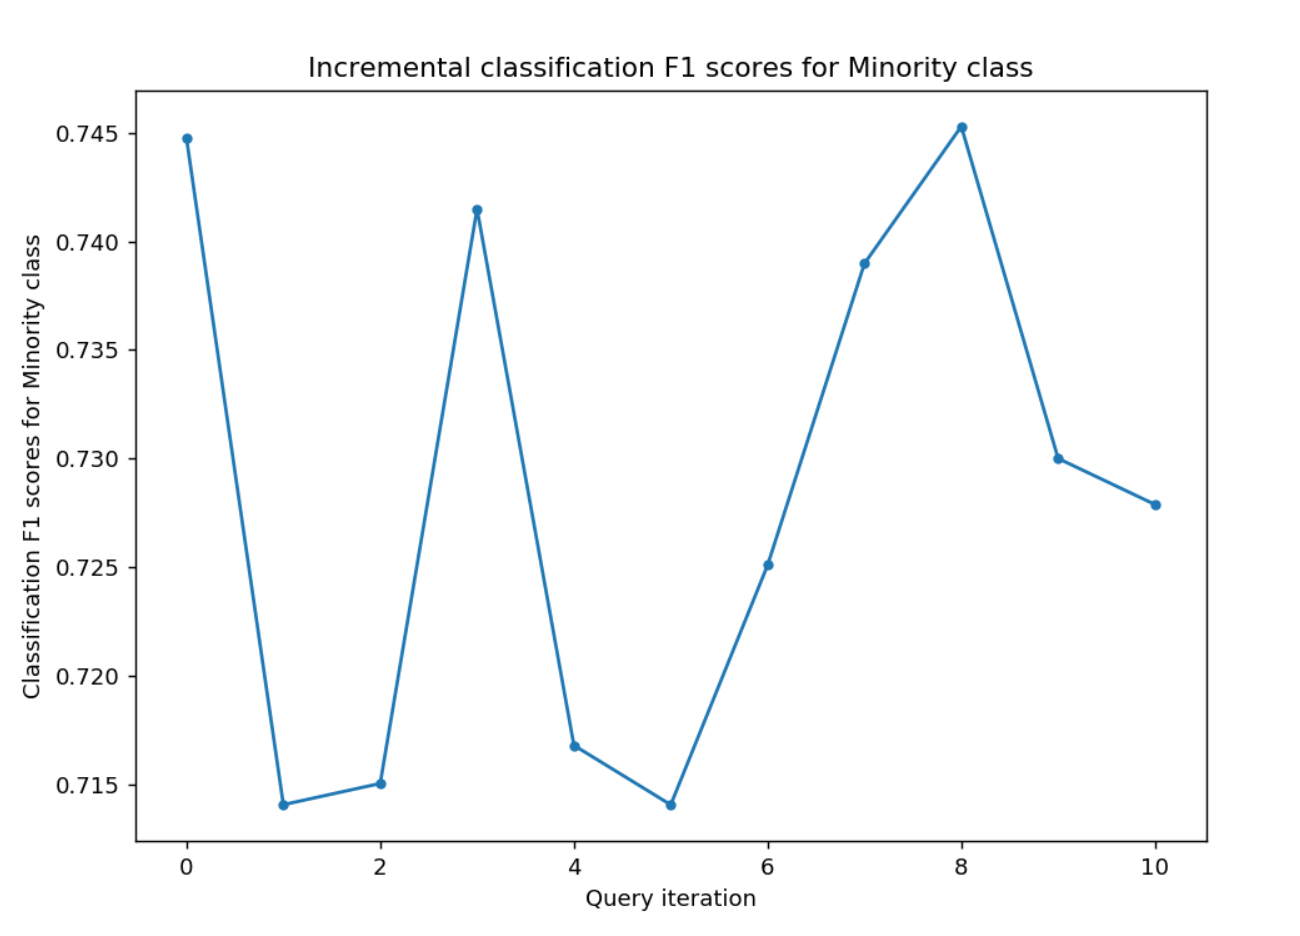 Incremental classification F1 scores for Minority class
Classification F1 scores for Minority class
0.745
0.740
0.735
0.730
0.725
0.720
0.715
0 2 4 6 8 10
Query iteration